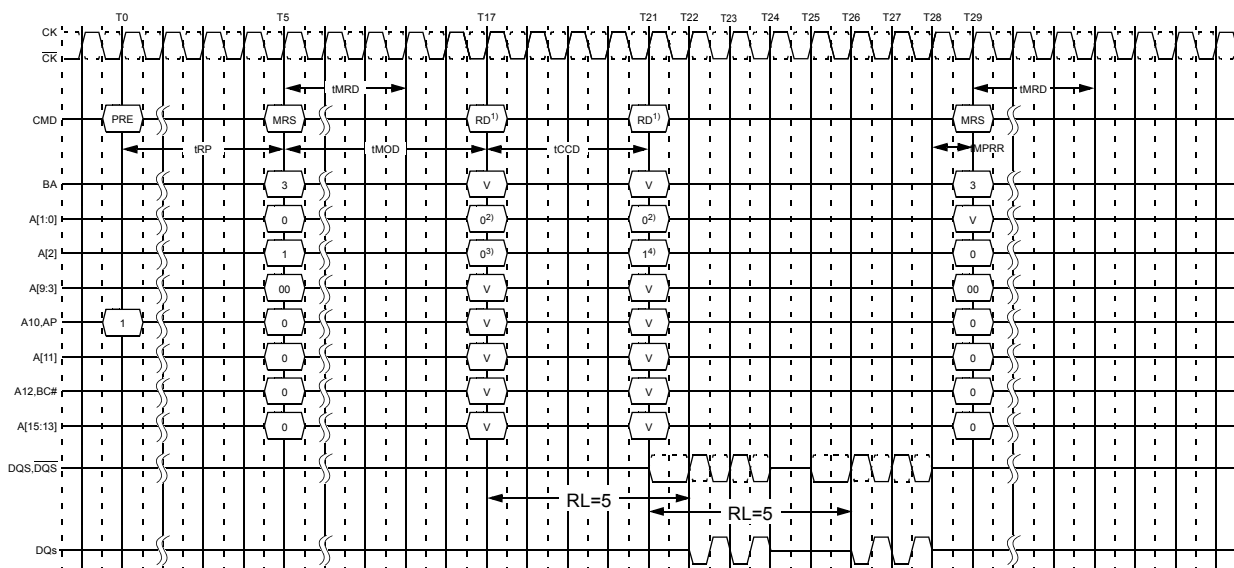 T0 T5 T17 T21 T22 T23 T24 T25 T26 T27 T28 T29
CK
CK
tMRD tMRD
CMD PRE MRS RD1) RD1) MRS
tRP tMOD tCCD tMPRR
BA 3 V V 3
A[1:0] 0 02) 02) V
A[2] 1 03) 14) 0
A[9:3] 00 V V 00
A10,AP 1 0 V V 0
A[11] 0 V V 0
A12,BC# 0 V V 0
A[15:13] 0 V V 0
DQS,DQS
RL=5
RL=5
DQs